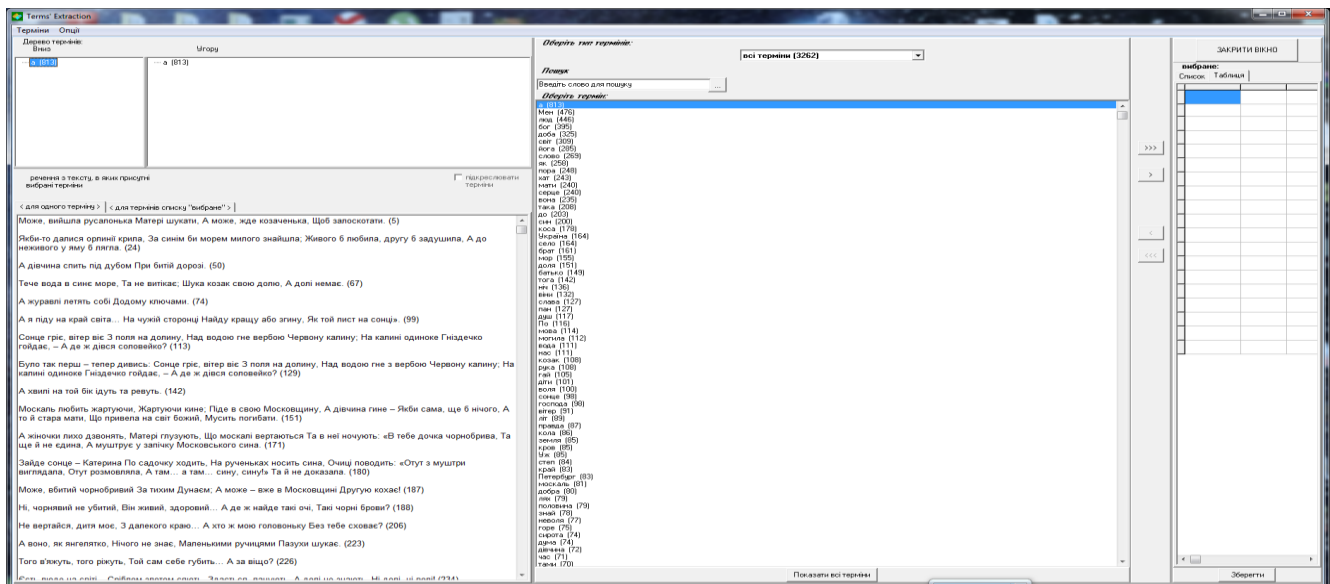 Terms' Extraction
Терміни Опції
Дерево термінів:
Вниз Угору
а (813) а (813)
речення з тексту, в яких присутні
вибрані терміни
підкреслювати
терміни
< для одного терміну > < для термінів списку "вибране" >
Може, вийшла русалонька Матері шукати, А може, жде козаченька, Щоб залоскотати. (5)
Якби-то далися орлинії крила, За синім би морем милого знайшла; Живого б любила, другу б задушила, А до
неживого у яму б лягла. (24)
А дівчина спить під дубом При битій дорозі. (50)
Тече вода в синє море, Та не витікає; Шука козак свою долю, А долі немає. (67)
А журавлі летять собі Додому ключами. (74)
А я піду на край світа... На чужій сторонці Найду кращу або згину, Як той лист на сонці». (99)
Сонце гріє, вітер віє З поля на долину, Над водою гне вербою Червону калину; На калині одиноке Гніздечко
гойдає, – А де ж дівся соловейко? (113)
Було так перш – тепер дивись: Сонце гріє, вітер віє З поля на долину, Над водою гне з вербою Червону калину; На
калині одиноке Гніздечко гойдає, – А де ж дівся соловейко? (129)
А хвилі на той бік ідуть та ревуть. (142)
Москаль любить жартуючи, Жартуючи кине; Піде в свою Московщину, А дівчина гине – Якби сама, ще б нічого, А
то й стара мати, Що привела на світ божий, Мусить погибати. (151)
А жіночки лихо дзвонять, Матері глузують, Що москалі вертаються Та в неї ночують: «В тебе дочка чорнобрива, Та
ще й не єдина, А муштрує у запічку Московського сина. (171)
Зайде сонце – Катерина По садочку ходить, На рученьках носить сина, Очиці поводить: «Отут з муштри
виглядала, Отут розмовляла, А там... а там... сину, сину!» Та й не доказала. (180)
Може, вбитий чорнобривий За тихим Дунаєм; А може – вже в Московщині Другую кохає! (187)
Ні, чорнявий не убитий, Він живий, здоровий... А де ж найде такі очі, Такі чорні брови? (188)
Не вертайся, дитя моє, З далекого краю... А хто ж мою головоньку Без тебе сховає? (206)
А воно, як янгелятко, Нічого не знає, Маленькими ручицями Пазухи шукає. (223)
Того в'яжуть, того ріжуть, Той сам себе губить... А за віщо? (226)
Оберіть тип термінів:
всі терміни (3262)
Пошук
Введіть слово для пошуку ...
Оберіть термін:
а (813)
Мен (476)
люд (446)
бог (395)
доба (325)
світ (309)
йога (285)
слово (269)
як (258)
пора (248)
хат (243)
мати (240)
серце (240)
вона (235)
така (208)
до (203)
син (200)
коса (178)
Україна (164)
село (164)
брат (161)
мор (155)
доля (151)
батько (149)
тога (142)
ніч (136)
віни (132)
слава (127)
пан (127)
душ (117)
По (116)
мова (114)
могила (112)
вода (111)
нас (111)
козак (108)
рука (108)
гай (105)
діти (101)
воля (100)
сонце (98)
господа (98)
вітер (91)
літ (89)
правда (87)
кола (86)
земля (85)
кров (85)
Уж (85)
степ (84)
край (83)
Петербург (83)
москаль (81)
добра (80)
лях (79)
половина (79)
знай (78)
неволя (77)
горе (75)
сирота (74)
дума (74)
дівчина (72)
час (71)
тами (70)
Показати всі терміни
>>>
>
<
<<<
ЗАКРИТИ ВІКНО
вибране:
Список Таблиця
Зберегти